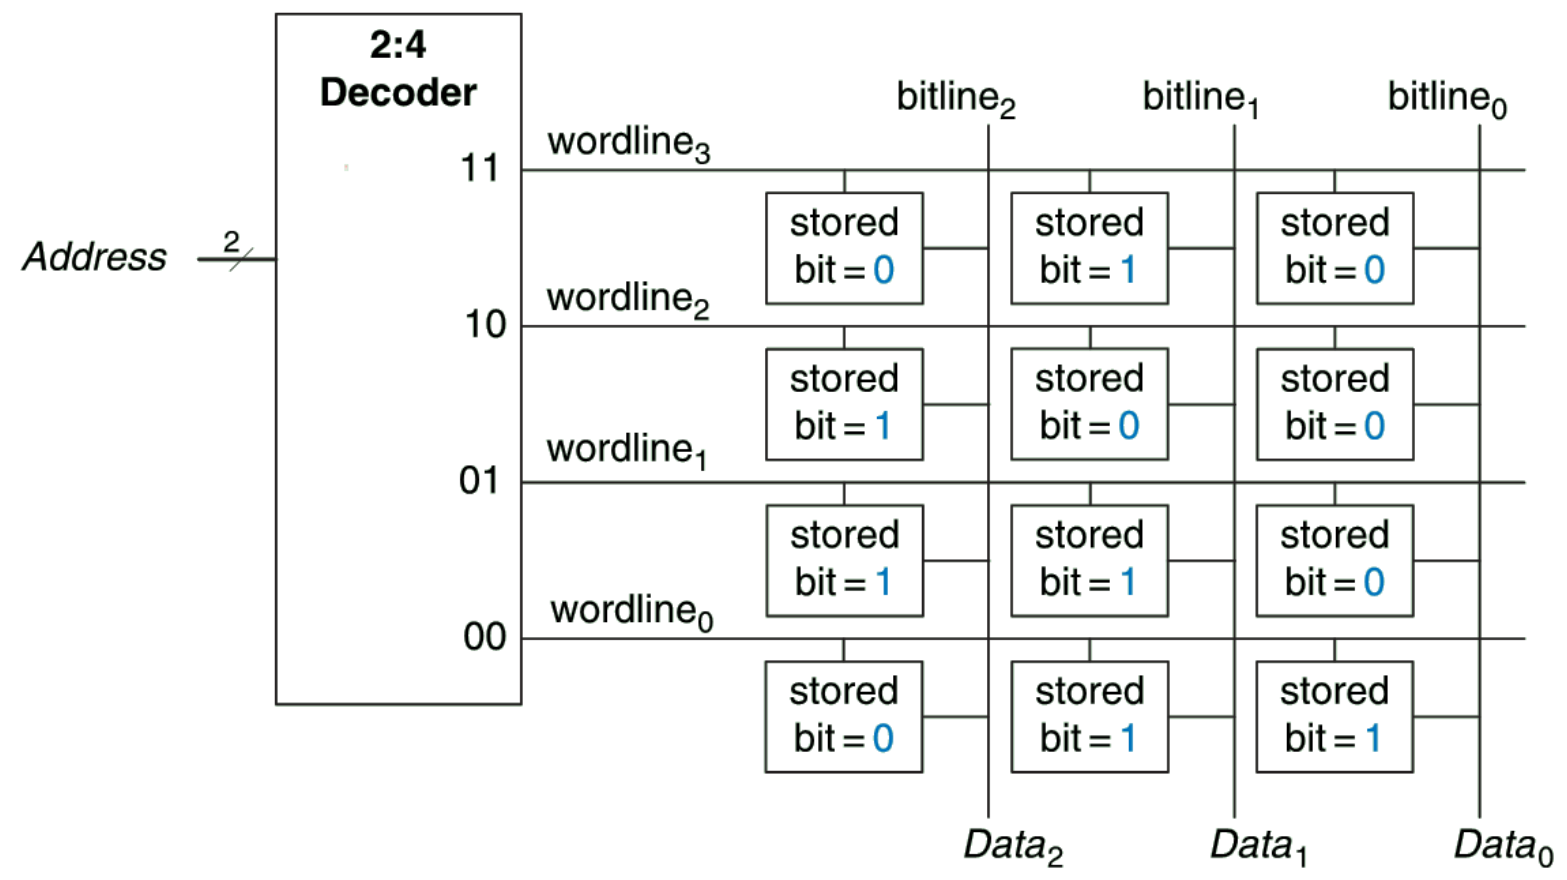 2:4
Decoder
bitline₂ bitline₁ bitline₀
wordline₃
11
stored stored stored
bit = 0 bit = 1 bit = 0
Address 2
wordline₂
10
stored stored stored
bit = 1 bit = 0 bit = 0
wordline₁
01
stored stored stored
bit = 1 bit = 1 bit = 0
wordline₀
00
stored stored stored
bit = 0 bit = 1 bit = 1
Data₂ Data₁ Data₀